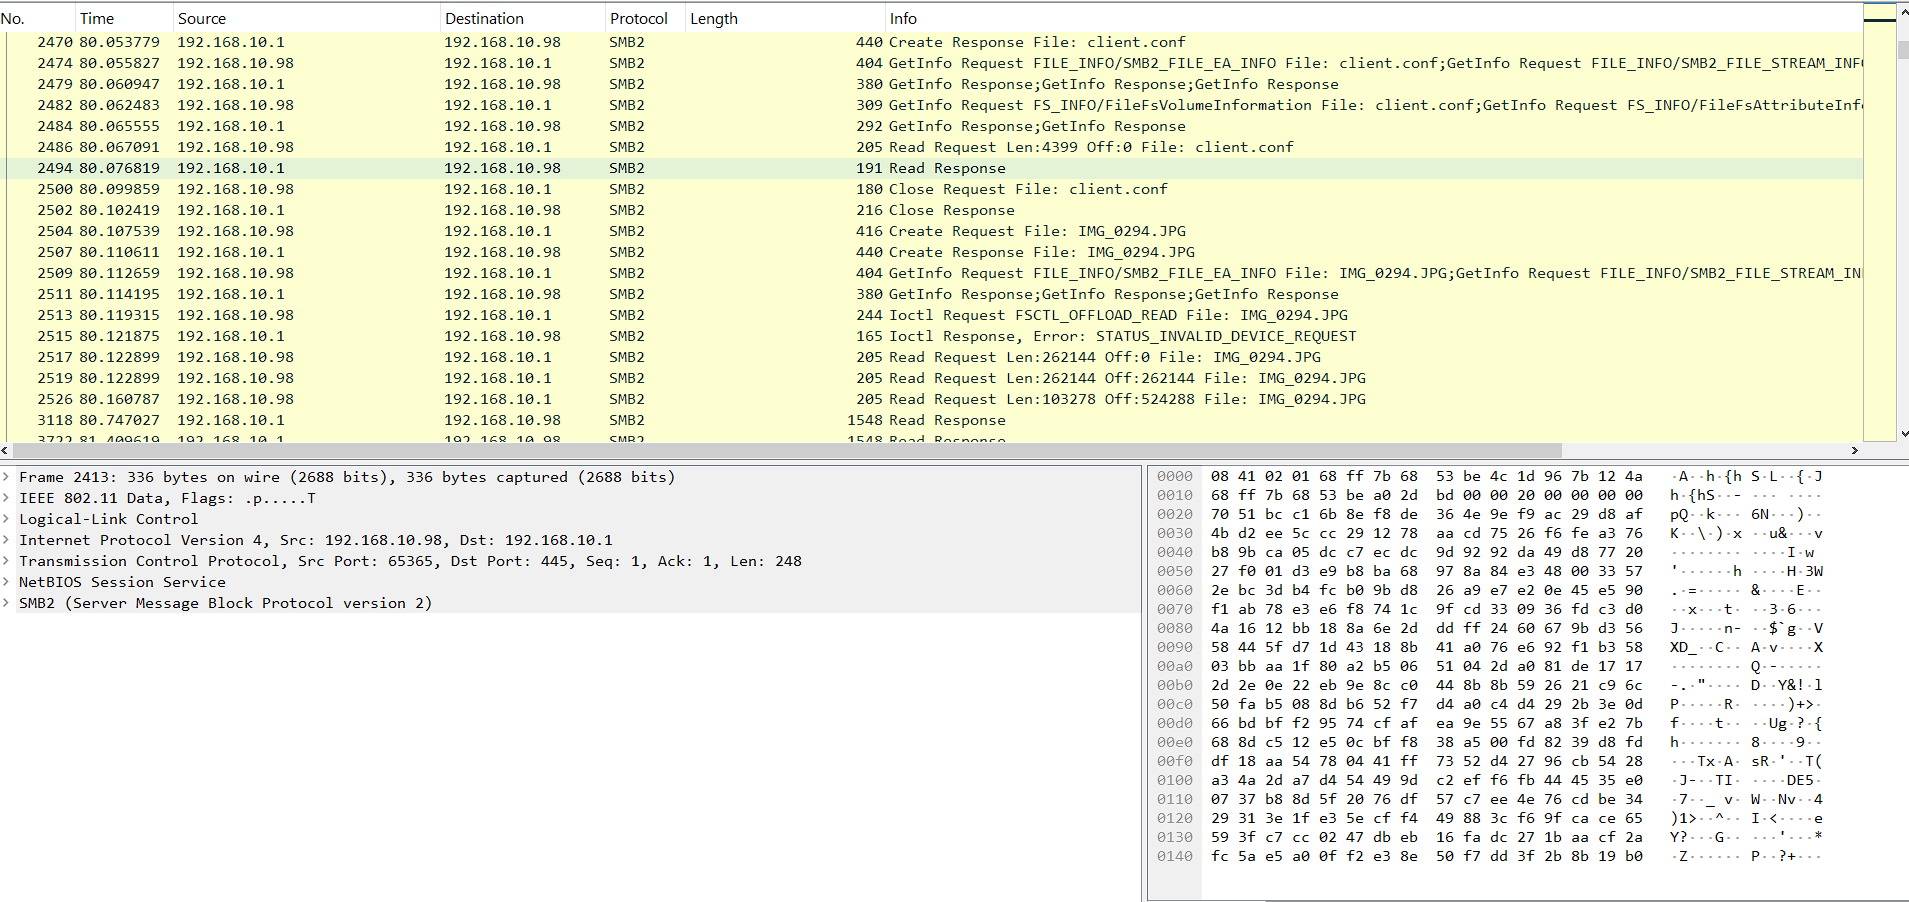 No. Time Source Destination Protocol Length Info
2470 80.053779 192.168.10.1 192.168.10.98 SMB2 440 Create Response File: client.conf
2474 80.055827 192.168.10.98 192.168.10.1 SMB2 404 GetInfo Request FILE_INFO/SMB2_FILE_EA_INFO File: client.conf;GetInfo Request FILE_INFO/SMB2_FILE_STREAM_INF
2479 80.060947 192.168.10.1 192.168.10.98 SMB2 380 GetInfo Response;GetInfo Response;GetInfo Response
2482 80.062483 192.168.10.98 192.168.10.1 SMB2 309 GetInfo Request FS_INFO/FileFsVolumeInformation File: client.conf;GetInfo Request FS_INFO/FileFsAttributeInf
2484 80.065555 192.168.10.1 192.168.10.98 SMB2 292 GetInfo Response;GetInfo Response
2486 80.067091 192.168.10.98 192.168.10.1 SMB2 205 Read Request Len:4399 Off:0 File: client.conf
2494 80.076819 192.168.10.1 192.168.10.98 SMB2 191 Read Response
2500 80.099859 192.168.10.98 192.168.10.1 SMB2 180 Close Request File: client.conf
2502 80.102419 192.168.10.1 192.168.10.98 SMB2 216 Close Response
2504 80.107539 192.168.10.98 192.168.10.1 SMB2 416 Create Request File: IMG_0294.JPG
2507 80.110611 192.168.10.1 192.168.10.98 SMB2 440 Create Response File: IMG_0294.JPG
2509 80.112659 192.168.10.98 192.168.10.1 SMB2 404 GetInfo Request FILE_INFO/SMB2_FILE_EA_INFO File: IMG_0294.JPG;GetInfo Request FILE_INFO/SMB2_FILE_STREAM_IN
2511 80.114195 192.168.10.1 192.168.10.98 SMB2 380 GetInfo Response;GetInfo Response;GetInfo Response
2513 80.119315 192.168.10.98 192.168.10.1 SMB2 244 Ioctl Request FSCTL_OFFLOAD_READ File: IMG_0294.JPG
2515 80.121875 192.168.10.1 192.168.10.98 SMB2 165 Ioctl Response, Error: STATUS_INVALID_DEVICE_REQUEST
2517 80.122899 192.168.10.98 192.168.10.1 SMB2 205 Read Request Len:262144 Off:0 File: IMG_0294.JPG
2519 80.122899 192.168.10.98 192.168.10.1 SMB2 205 Read Request Len:262144 Off:262144 File: IMG_0294.JPG
2526 80.160787 192.168.10.98 192.168.10.1 SMB2 205 Read Request Len:103278 Off:524288 File: IMG_0294.JPG
3118 80.747027 192.168.10.1 192.168.10.98 SMB2 1548 Read Response
3722 81.409619 192.168.10.1 192.168.10.98 SMB2 1548 Read Response
Frame 2413: 336 bytes on wire (2688 bits), 336 bytes captured (2688 bits)
IEEE 802.11 Data, Flags: .p.....T
Logical-Link Control
Internet Protocol Version 4, Src: 192.168.10.98, Dst: 192.168.10.1
Transmission Control Protocol, Src Port: 65365, Dst Port: 445, Seq: 1, Ack: 1, Len: 248
NetBIOS Session Service
SMB2 (Server Message Block Protocol version 2)
0000 08 41 02 01 68 ff 7b 68 53 be 4c 1d 96 7b 12 4a ·A··h·{h S·L··{·J
0010 68 ff 7b 68 53 be a0 2d bd 00 00 20 00 00 00 00 h·{hS··- ··· ····
0020 70 51 bc c1 6b 8e f8 de 36 4e 9e f9 ac 29 d8 af pQ··k··· 6N···)··
0030 4b d2 ee 5c cc 29 12 78 aa cd 75 26 f6 fe a3 76 K··\·)·x ··u&···v
0040 b8 9b ca 05 dc c7 ec dc 9d 92 92 da 49 d8 77 20 ········ ····I·w
0050 27 f0 01 d3 e9 b8 ba 68 97 8a 84 e3 48 00 33 57 '······h ····H·3W
0060 2e bc 3d b4 fc b0 9b d8 26 a9 e7 e2 0e 45 e5 90 .·=····· &····E··
0070 f1 ab 78 e3 e6 f8 74 1c 9f cd 33 09 36 fd c3 d0 ··x···t· ··3·6···
0080 4a 16 12 bb 18 8a 6e 2d dd ff 24 60 67 9b d3 56 J·····n- ··$`g··V
0090 58 44 5f d7 1d 43 18 8b 41 a0 76 e6 92 f1 b3 58 XD_··C·· A·v····X
00a0 03 bb aa 1f 80 a2 b5 06 51 04 2d a0 81 de 17 17 ········ Q·-·····
00b0 2d 2e 0e 22 eb 9e 8c c0 44 8b 8b 59 26 21 c9 6c -.·"···· D··Y&!·l
00c0 50 fa b5 08 8d b6 52 f7 d4 a0 c4 d4 29 2b 3e 0d P·····R· ····)+>·
00d0 66 bd bf f2 95 74 cf af ea 9e 55 67 a8 3f e2 7b f····t·· ··Ug·?·{
00e0 68 8d c5 12 e5 0c bf f8 38 a5 00 fd 82 39 d8 fd h······· 8····9··
00f0 df 18 aa 54 78 04 41 ff 73 52 d4 27 96 cb 54 28 ···Tx·A· sR·'··T(
0100 a3 4a 2d a7 d4 54 49 9d c2 ef f6 fb 44 45 35 e0 ·J-··TI· ····DE5·
0110 07 37 b8 8d 5f 20 76 df 57 c7 ee 4e 76 cd be 34 ·7··_ v· W··Nv··4
0120 29 31 3e 1f e3 5e cf f4 49 88 3c f6 9f ca ce 65 )1>··^·· I·<····e
0130 59 3f c7 cc 02 47 db eb 16 fa dc 27 1b aa cf 2a Y?···G·· ···'···*
0140 fc 5a e5 a0 0f f2 e3 8e 50 f7 dd 3f 2b 8b 19 b0 ·Z······ P··?+···